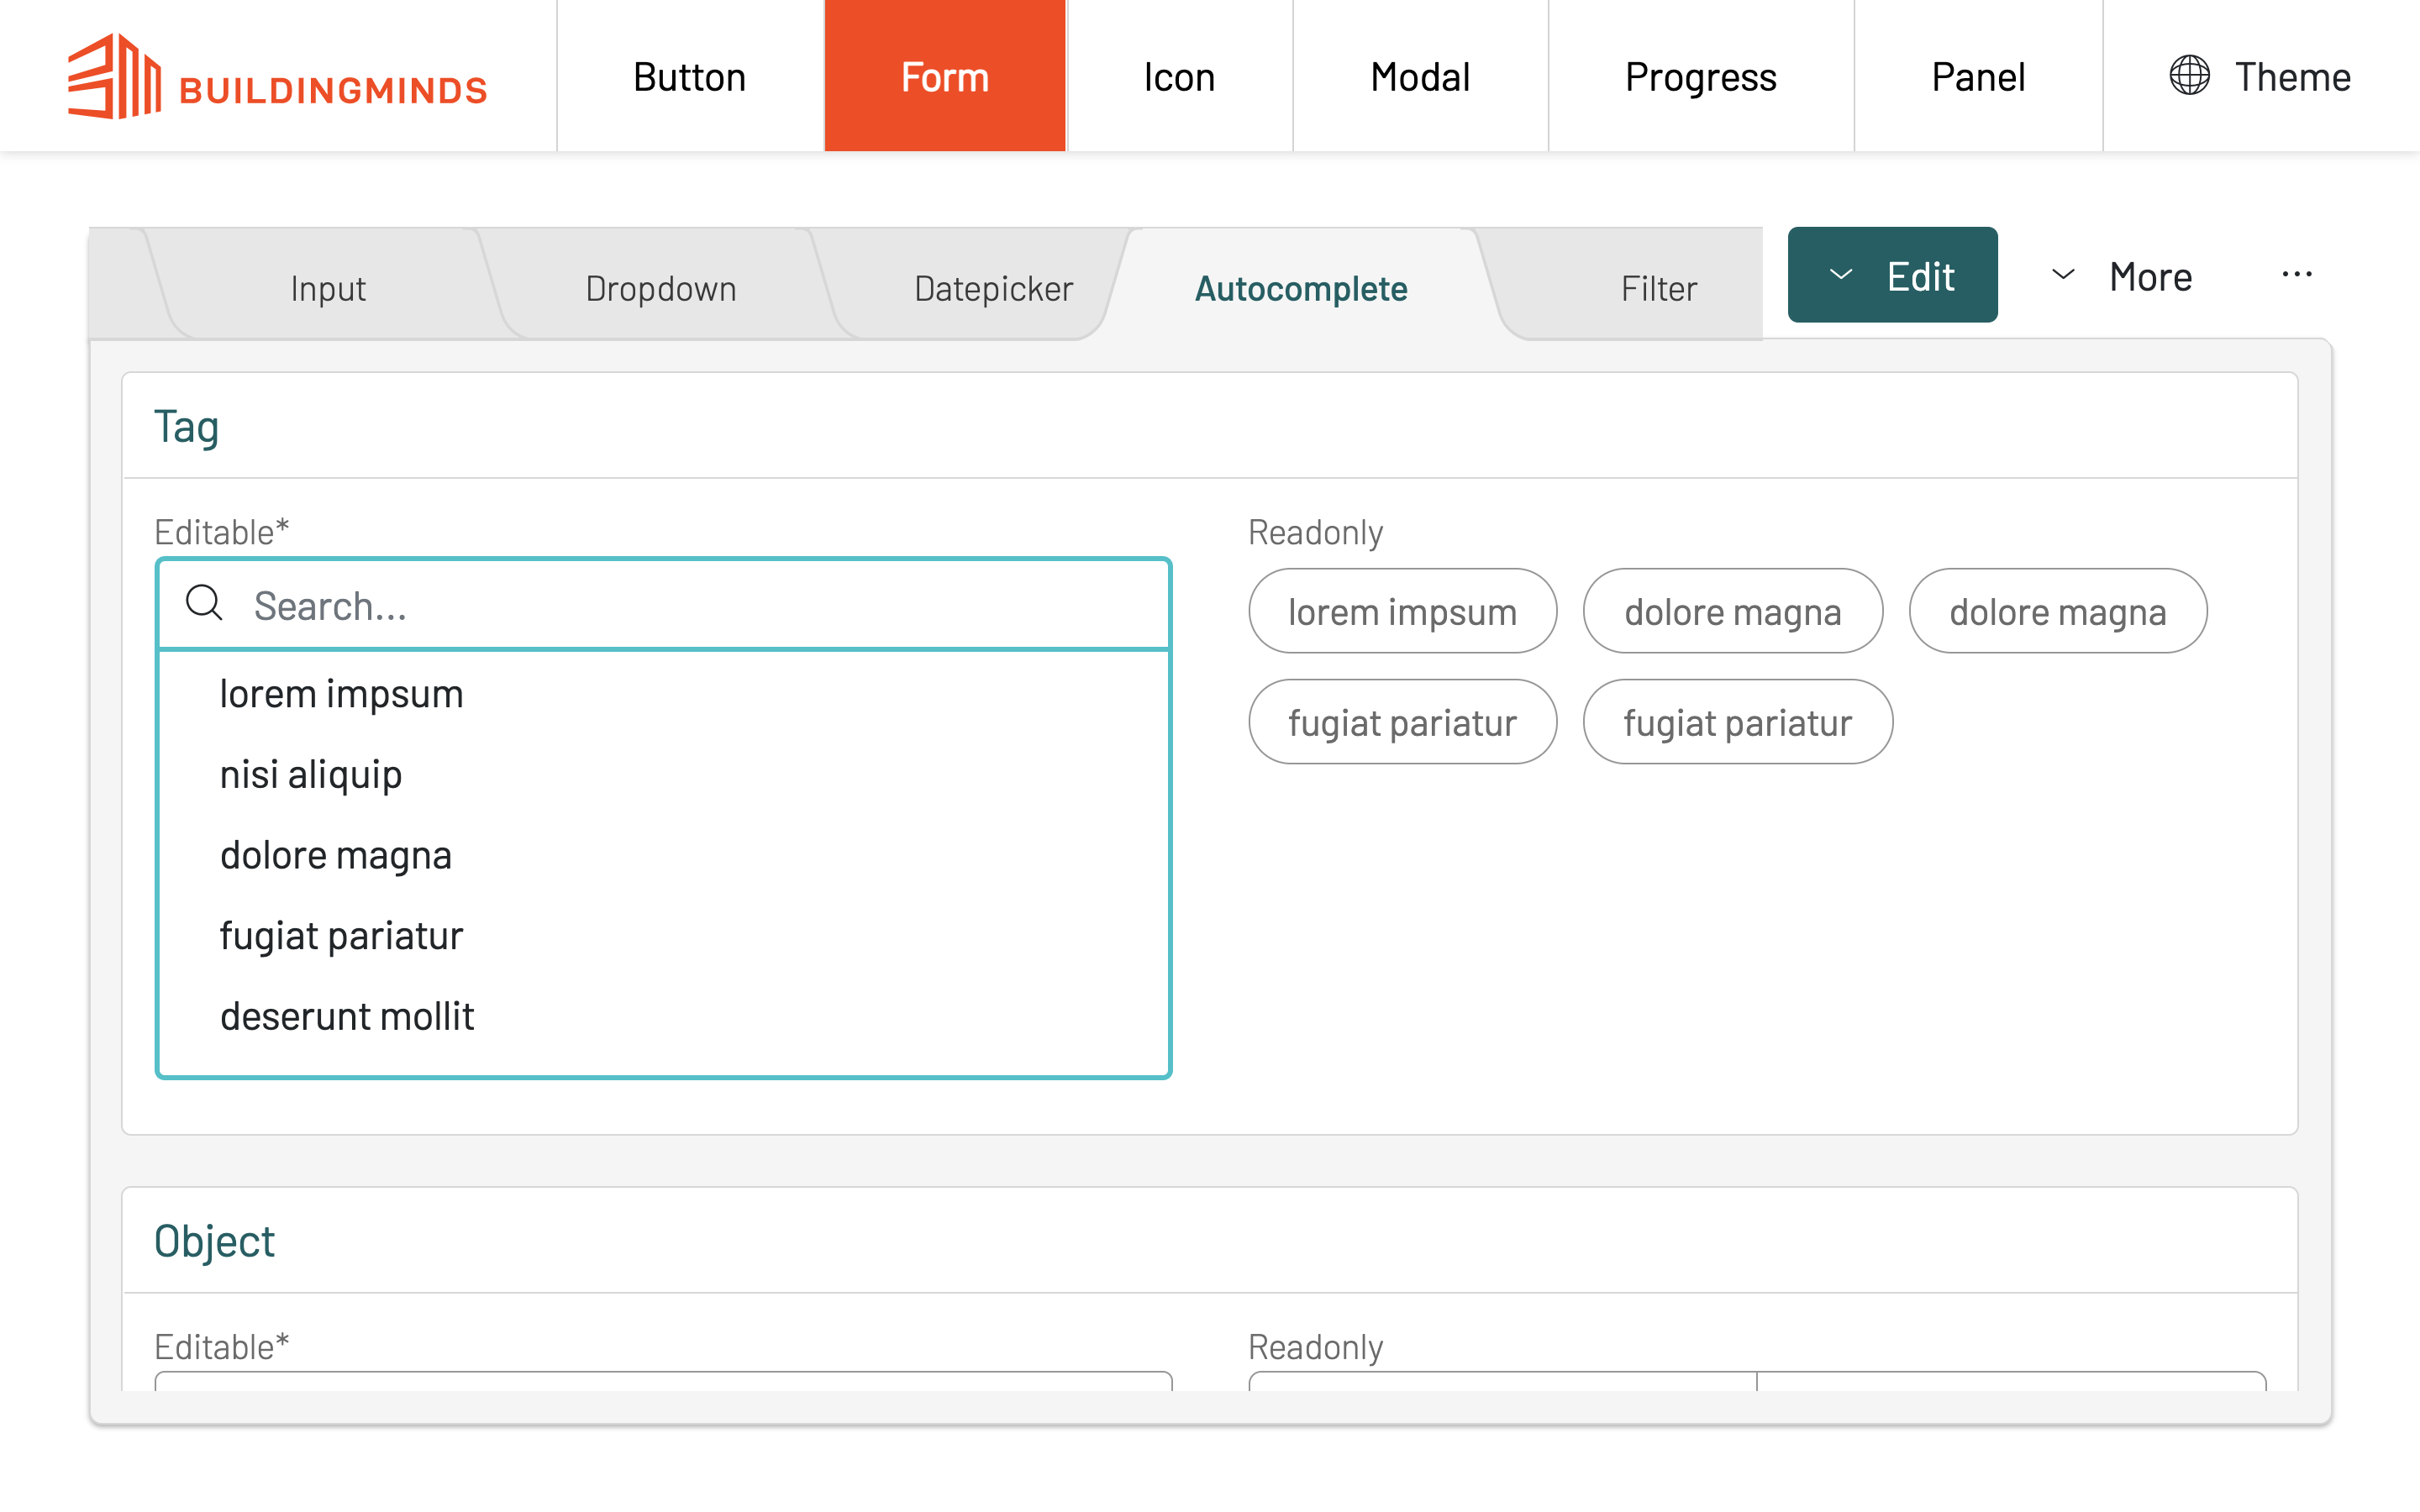 BUILDINGMINDS
Button
Form
Icon
Modal
Progress
Panel
Theme
Input
Dropdown
Datepicker
Autocomplete
Filter
Edit
More
...
Tag
Editable*
Search...
lorem impsum
nisi aliquip
dolore magna
fugiat pariatur
deserunt mollit
Readonly
lorem impsum
dolore magna
dolore magna
fugiat pariatur
fugiat pariatur
Object
Editable*
Readonly